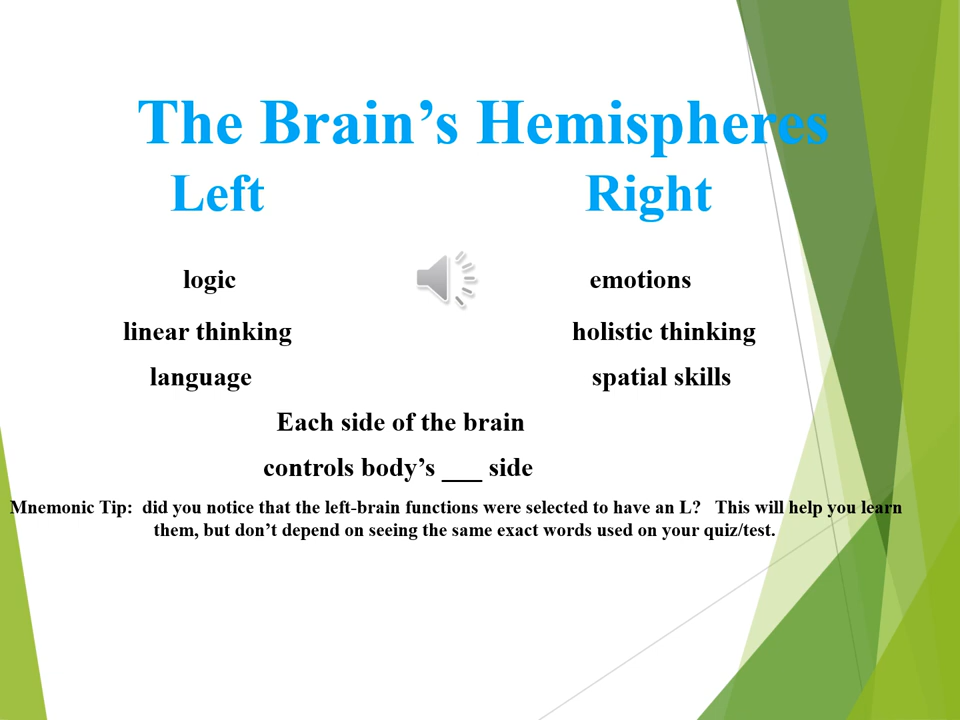 The Brain’s Hemispheres
Left Right
logic emotions
linear thinking holistic thinking
language spatial skills
Each side of the brain
controls body’s ___ side
Mnemonic Tip:  did you notice that the left-brain functions were selected to have an L?   This will help you learn
them, but don’t depend on seeing the same exact words used on your quiz/test.